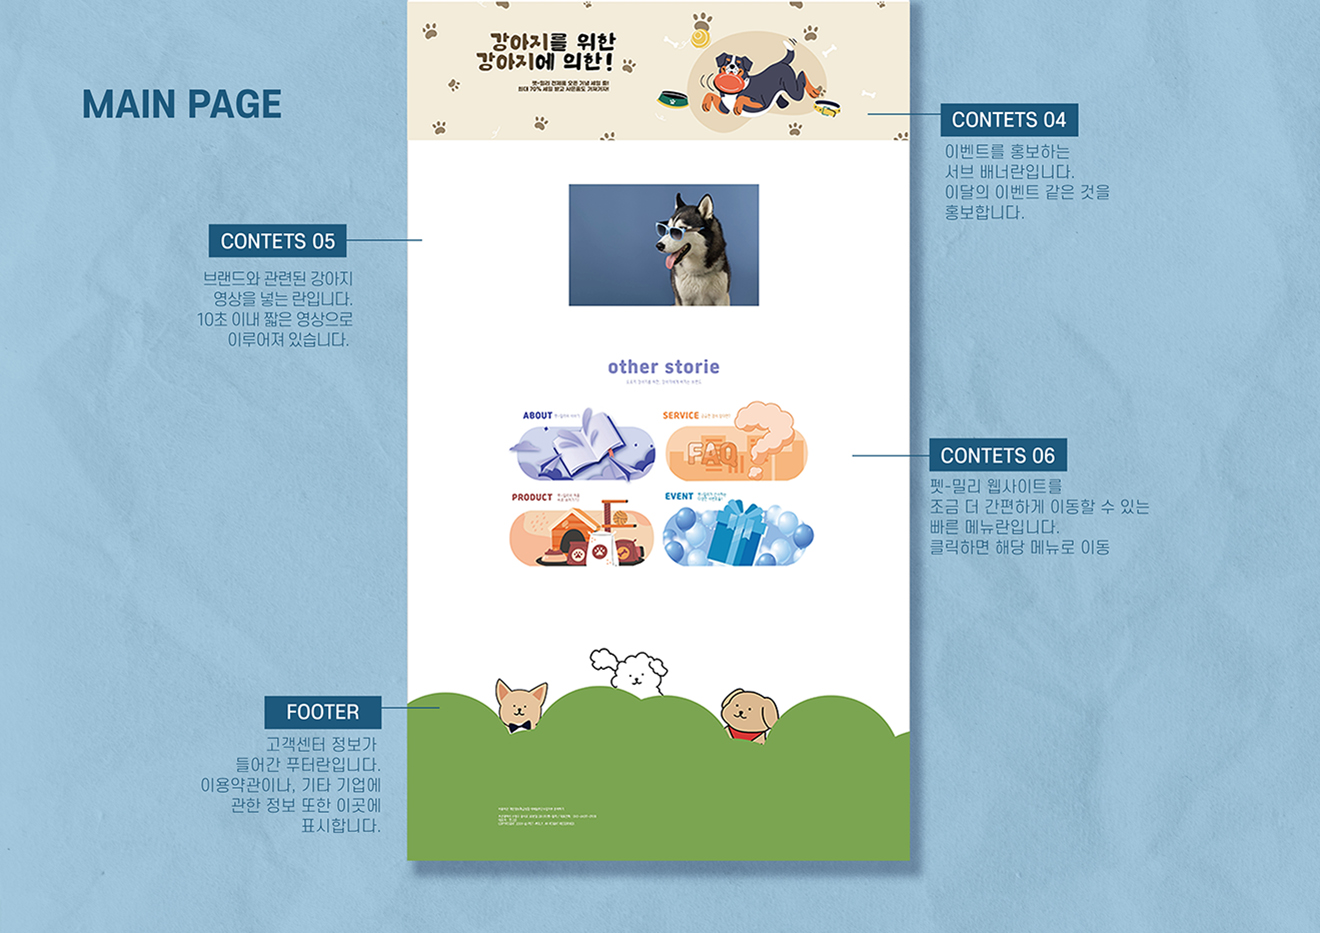 MAIN PAGE
강아지를 위한
강아지에 의한!
펫-밀리 전제품 오픈 기념 세일 중!
최대 70% 세일 받고 사은품도 가져가자!
CONTETS 04
이벤트를 홍보하는
서브 배너란입니다.
이달의 이벤트 같은 것을
홍보합니다.
CONTETS 05
브랜드와 관련된 강아지
영상을 넣는 란입니다.
10초 이내 짧은 영상으로
이루어져 있습니다.
other storie
ABOUT
SERVICE
FAQ
PRODUCT
EVENT
CONTETS 06
펫-밀리 웹사이트를
조금 더 간편하게 이동할 수 있는
빠른 메뉴란입니다.
클릭하면 해당 메뉴로 이동
FOOTER
고객센터 정보가
들어간 푸터란입니다.
이용약관이나, 기타 기업에
관한 정보 또한 이곳에
표시합니다.